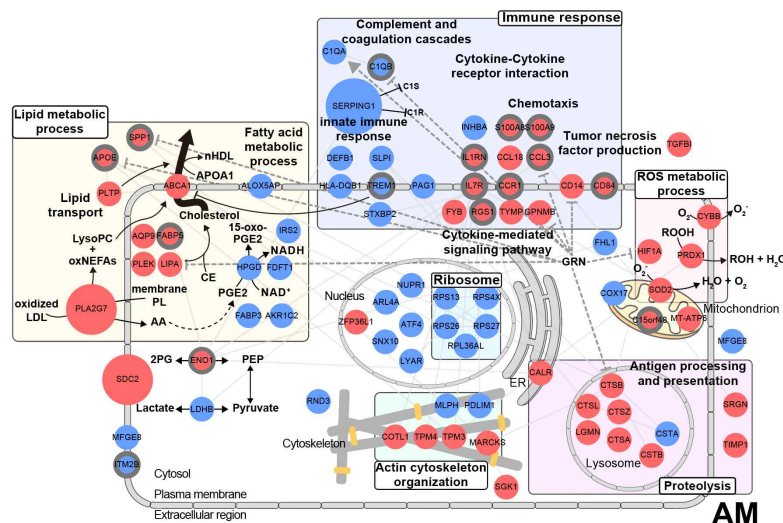 Immune response
Complement and
coagulation cascades
C1QA
C1QB
Cytokine-Cytokine
receptor interaction
C1S
SERPING1
C1R
innate immune
response
Chemotaxis
INHBA
S100A8
S100A9
Tumor necrosis
factor production
TGFBI
DEFB1
SLPI
IL1RN
CCL18
CCL3
HLA-DQB1
TREM1
PAG1
IL7R
CCR1
CD14
CD84
STXBP2
FYB
RGS1
TYMP
GPNMB
Cytokine-mediated
signaling pathway
GRN
FHL1
Lipid metabolic
process
SPP1
APOE
Fatty acid
metabolic
process
nHDL
APOA1
PLTP
ABCA1
ALOX5AP
Lipid
transport
Cholesterol
LysoPC
+
oxNEFAs
AQP9
FABP5
PLEK
LIPA
15-oxo-
PGE2
IRS2
NADH
HPGD
FDFT1
CE
NAD+
PGE2
membrane
PL
oxidized
LDL
PLA2G7
AA
FABP3
AKR1C2
ROS metabolic
process
CYBB
O2-
O2-
HIF1A
ROOH
PRDX1
ROH + H2O
O2-
SOD2
H2O + O2
COX17
Mitochondrion
C15orf48
MT-ATP6
MFGE8
Nucleus
NUPR1
ARL4A
ZFP36L1
ATF4
SNX10
LYAR
Ribosome
RPS13
RPS4X
RPS26
RPS27
RPL36AL
ER
CALR
SDC2
2PG
ENO1
PEP
Lactate
LDHB
Pyruvate
MFGE8
ITM2B
Cytosol
Plasma membrane
Extracellular region
RND3
MLPH
PDLIM1
Cytoskeleton
COTL1
TPM4
TPM3
MARCKS
Actin cytoskeleton
organization
SGK1
Antigen processing
and presentation
CTSB
CTSL
CTSZ
LGMN
CTSA
CSTA
CSTB
Lysosome
Proteolysis
SRGN
TIMP1
AM